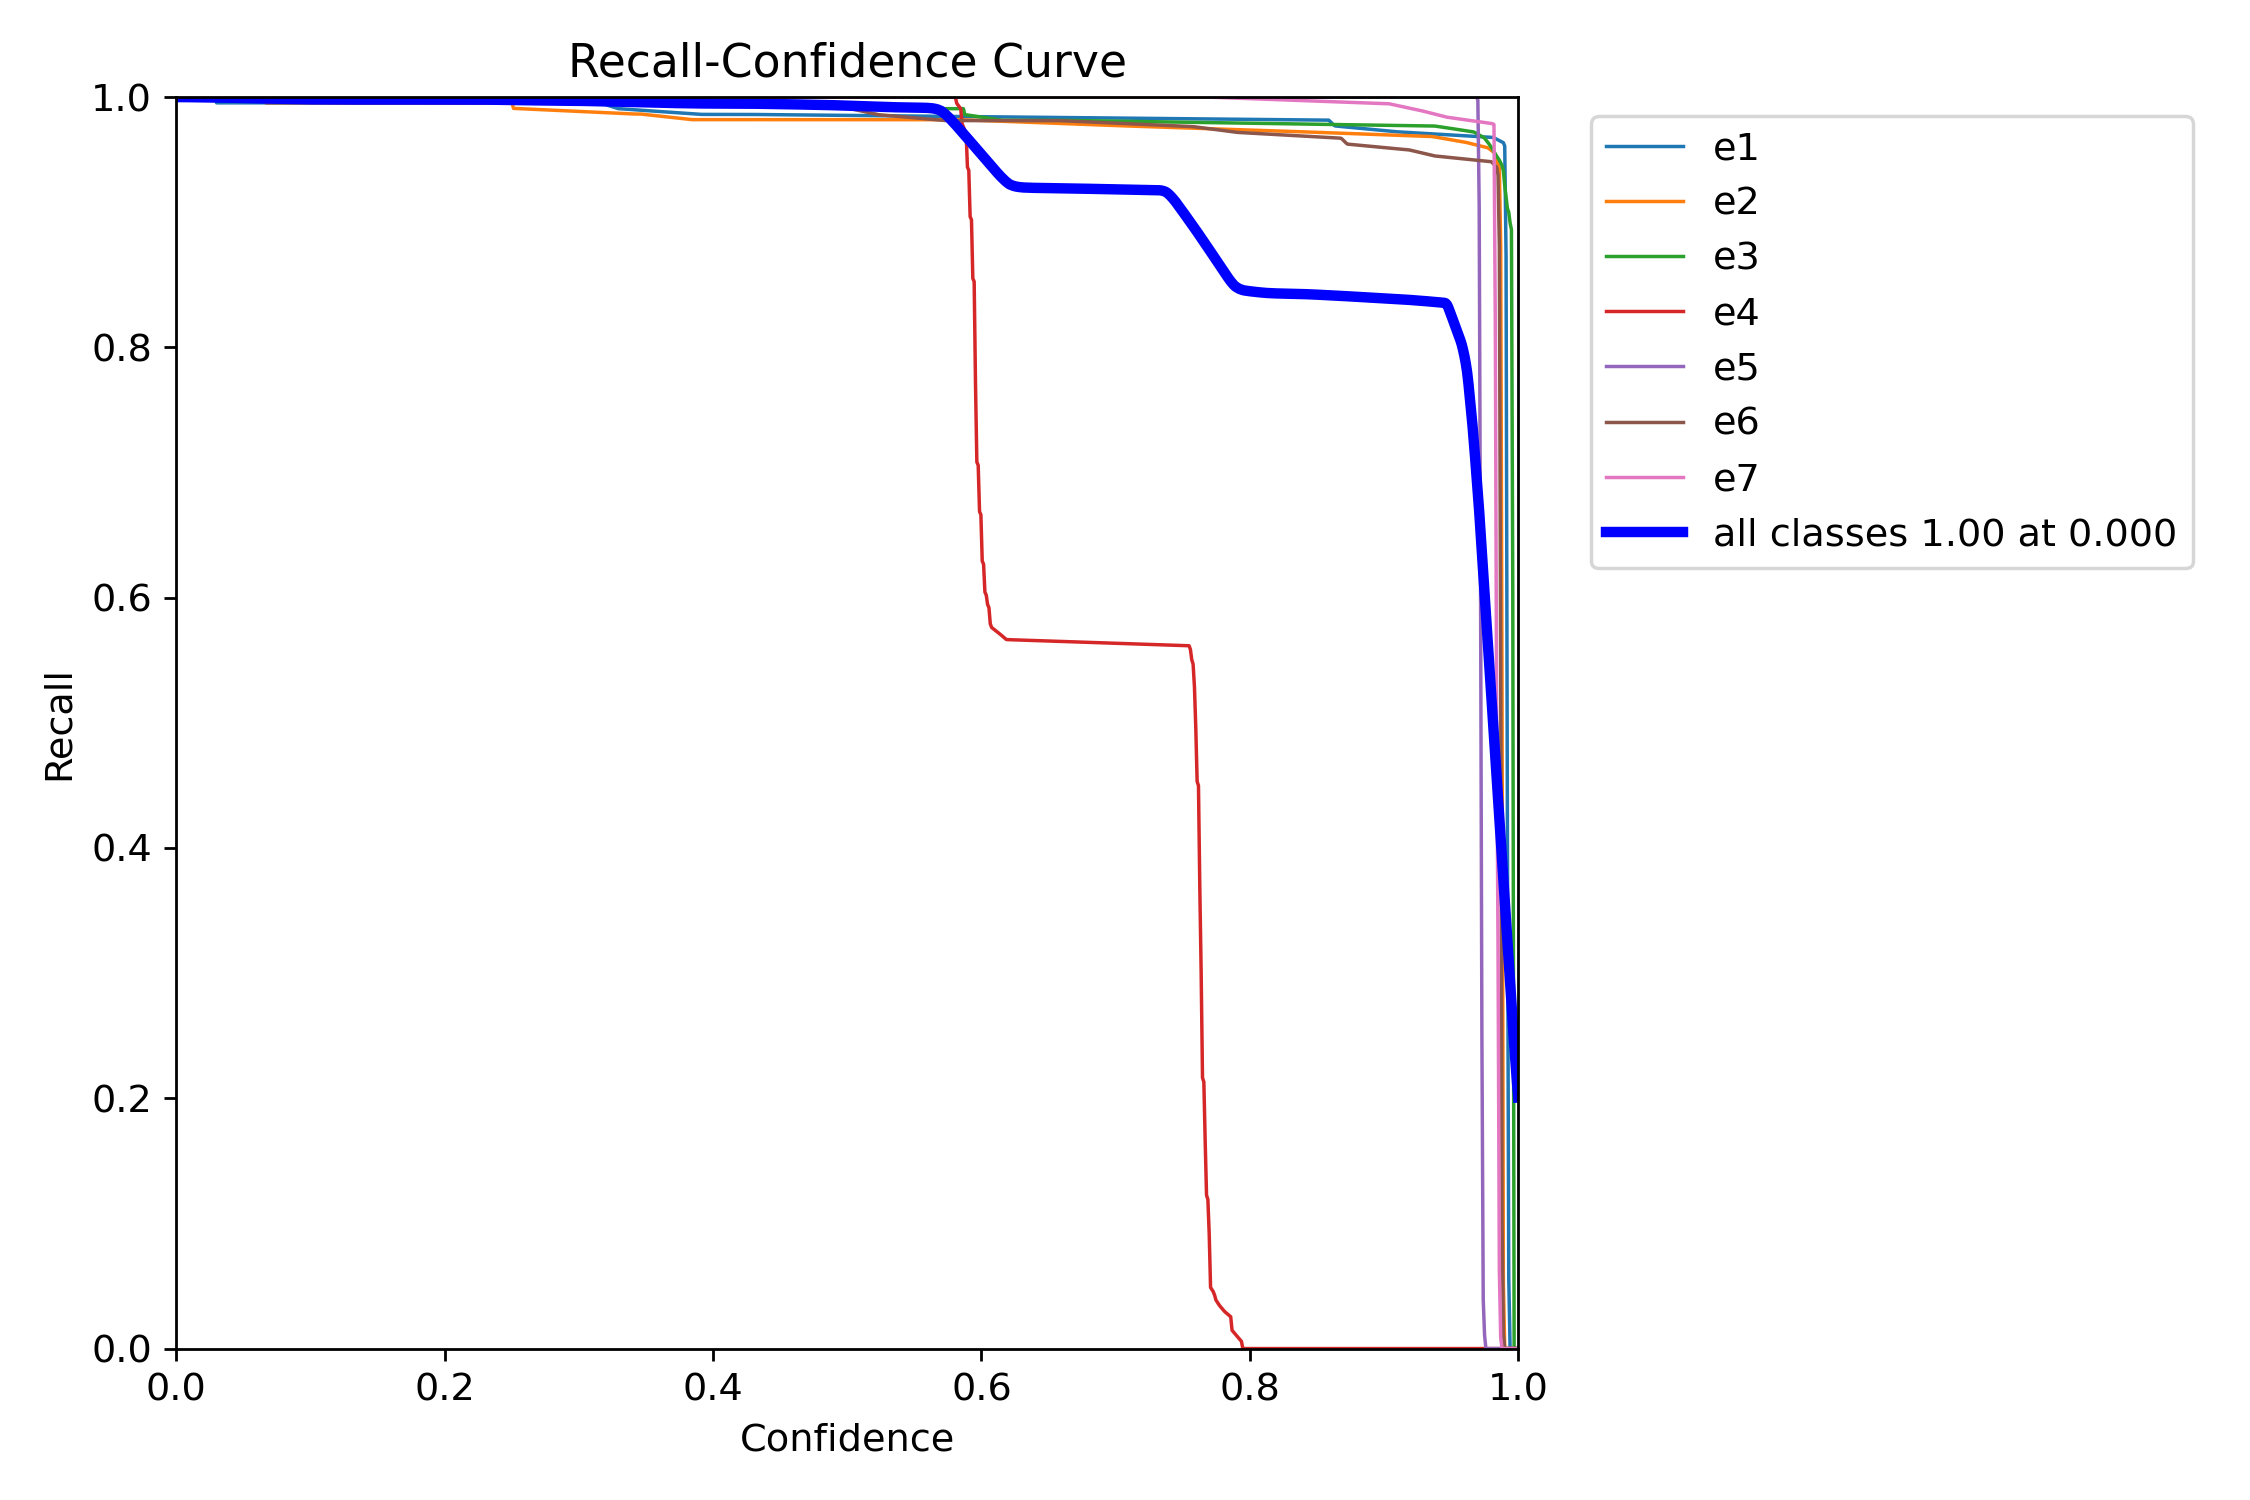 Recall-Confidence Curve
1.0
0.8
0.6
0.4
0.2
0.0
Recall
0.0 0.2 0.4 0.6 0.8 1.0
Confidence
e1
e2
e3
e4
e5
e6
e7
all classes 1.00 at 0.000